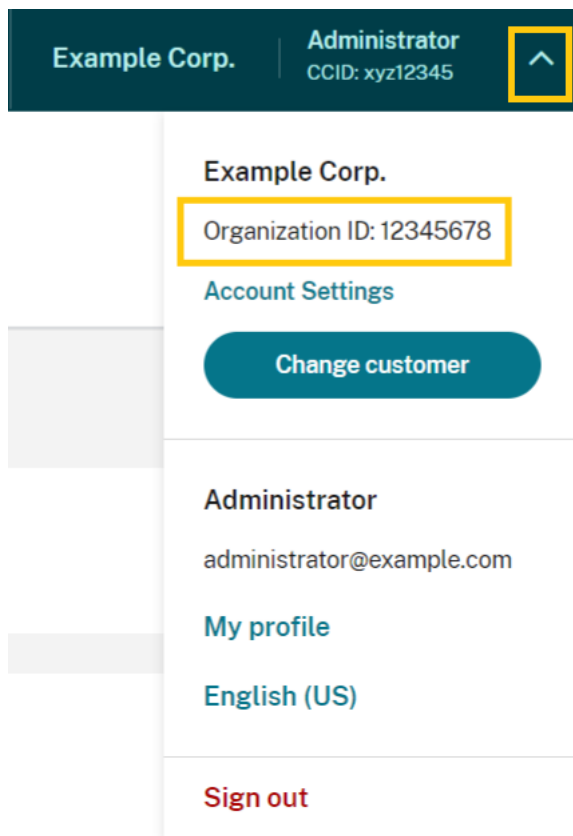 Example Corp.
Administrator
CCID: xyz12345
Example Corp.
Organization ID: 12345678
Account Settings
Change customer
Administrator
administrator@example.com
My profile
English (US)
Sign out